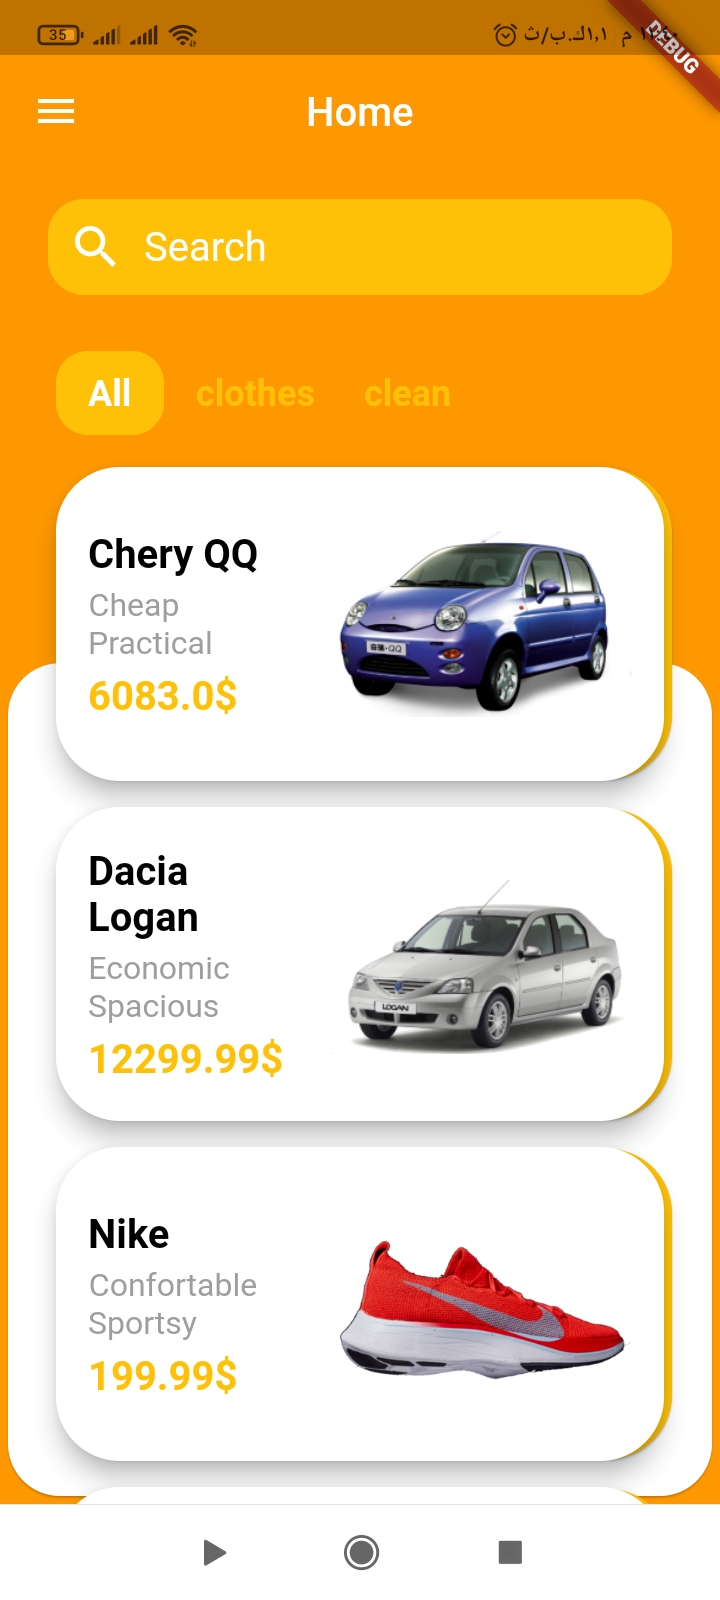 35
١,١ك.ب/ث م
DEBUG
Home
Search
All clothes clean
Chery QQ
Cheap
Practical
6083.0$
Dacia
Logan
Economic
Spacious
12299.99$
LOGAN
Nike
Confortable
Sportsy
199.99$